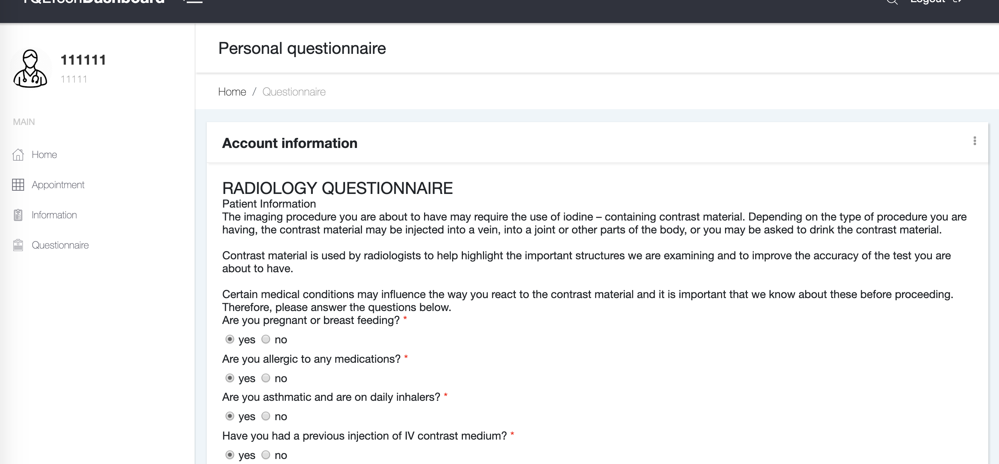 Dashboard
Logout
111111
11111
MAIN
Home
Appointment
Information
Questionnaire
Personal questionnaire
Home / Questionnaire
Account information
RADIOLOGY QUESTIONNAIRE
Patient Information
The imaging procedure you are about to have may require the use of iodine – containing contrast material. Depending on the type of procedure you are
having, the contrast material may be injected into a vein, into a joint or other parts of the body, or you may be asked to drink the contrast material.
Contrast material is used by radiologists to help highlight the important structures we are examining and to improve the accuracy of the test you are
about to have.
Certain medical conditions may influence the way you react to the contrast material and it is important that we know about these before proceeding.
Therefore, please answer the questions below.
Are you pregnant or breast feeding? *
yes no
Are you allergic to any medications? *
yes no
Are you asthmatic and are on daily inhalers? *
yes no
Have you had a previous injection of IV contrast medium? *
yes no